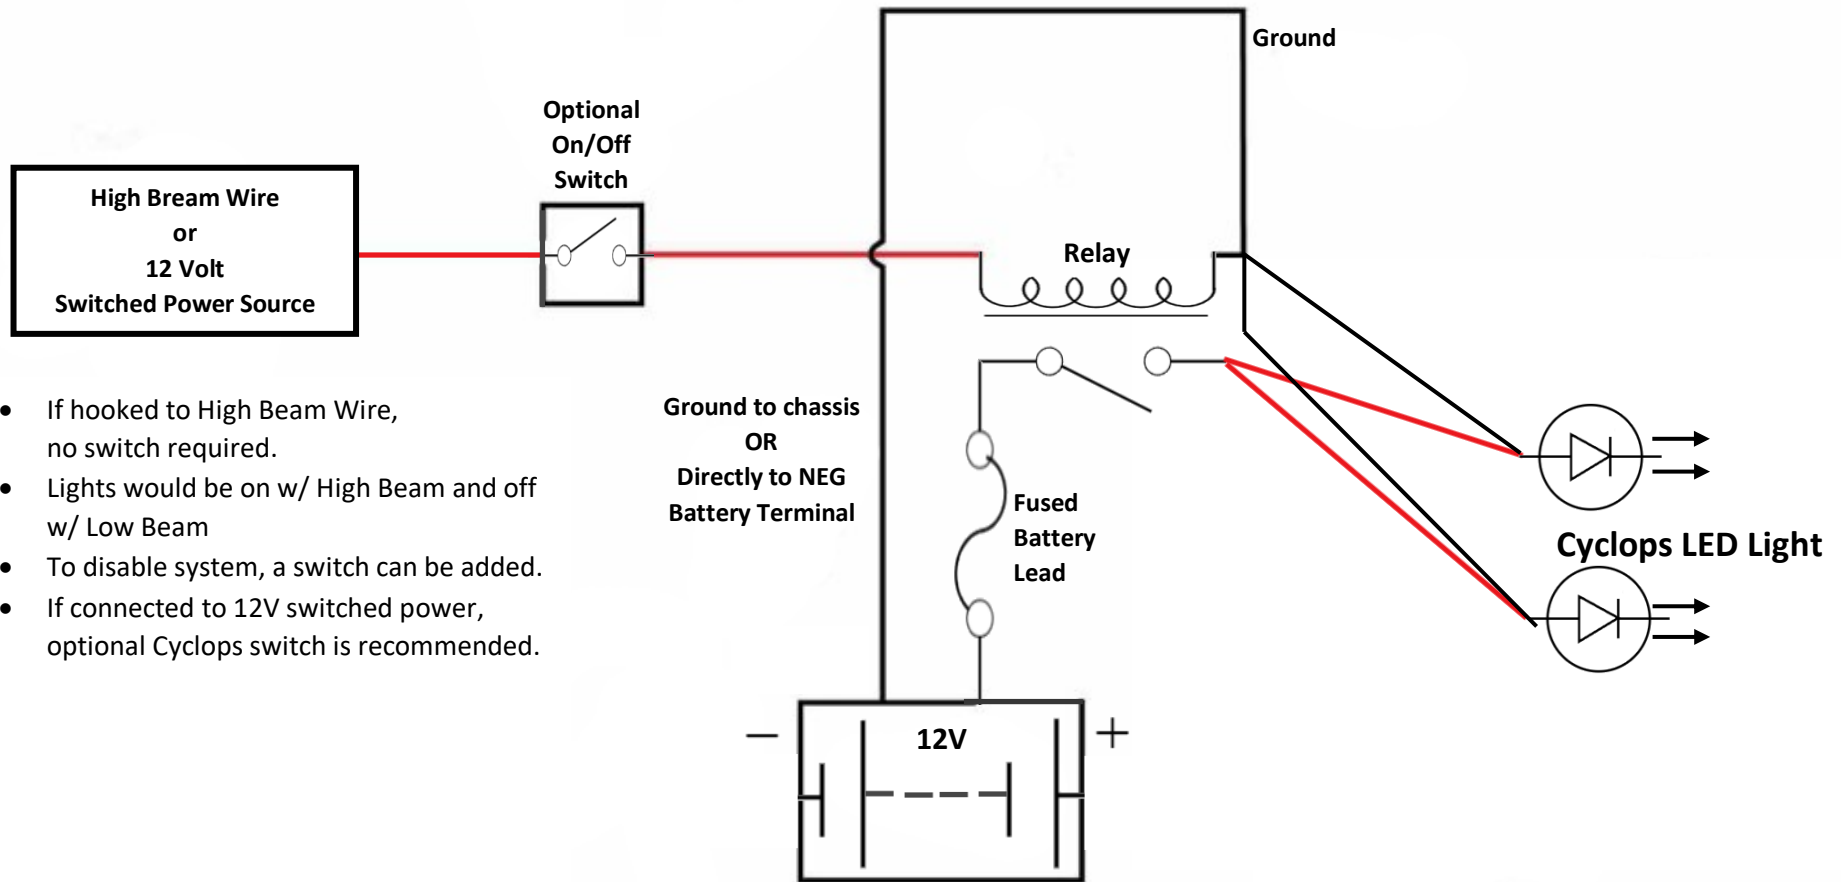 Ground
Optional
On/Off
Switch
High Bream Wire
or
12 Volt
Switched Power Source
Relay
• If hooked to High Beam Wire,
no switch required.
• Lights would be on w/ High Beam and off
w/ Low Beam
• To disable system, a switch can be added.
• If connected to 12V switched power,
optional Cyclops switch is recommended.
Ground to chassis
OR
Directly to NEG
Battery Terminal
Fused
Battery
Lead
Cyclops LED Light
− 12V +